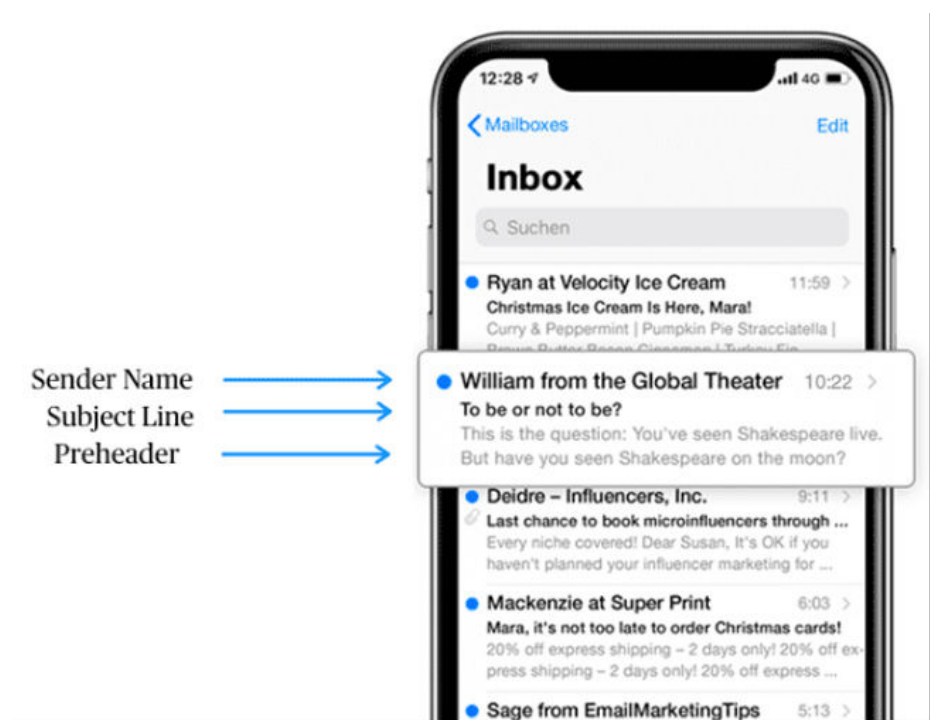 12:28
4G
Mailboxes
Edit
Inbox
Suchen
Ryan at Velocity Ice Cream 11:59
Christmas Ice Cream Is Here, Mara!
Curry & Peppermint | Pumpkin Pie Stracciatella |
Brown Butter Bacon Cinnamon | Turkey Fig
Sender Name
Subject Line
Preheader
William from the Global Theater 10:22
To be or not to be?
This is the question: You've seen Shakespeare live.
But have you seen Shakespeare on the moon?
Deidre – Influencers, Inc. 9:11
Last chance to book microinfluencers through ...
Every niche covered! Dear Susan, It's OK if you
haven't planned your influencer marketing for ...
Mackenzie at Super Print 6:03
Mara, it's not too late to order Christmas cards!
20% off express shipping – 2 days only! 20% off ex-
press shipping – 2 days only! 20% off express ...
Sage from EmailMarketingTips 5:13